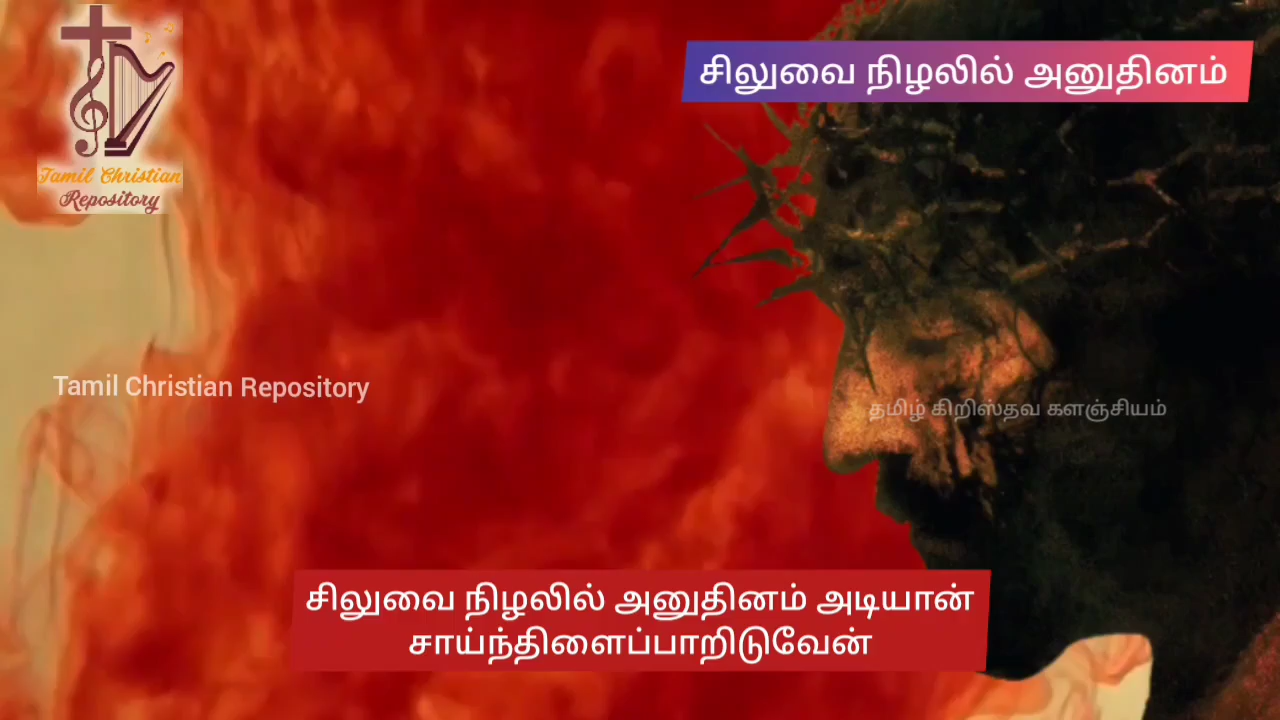 சிலுவை நிழலில் அனுதினம்
Tamil Christian
Repository
Tamil Christian Repository
தமிழ் கிறிஸ்தவ களஞ்சியம்
சிலுவை நிழலில் அனுதினம் அடியான்
சாய்ந்திளைப்பாறிடுவேன்